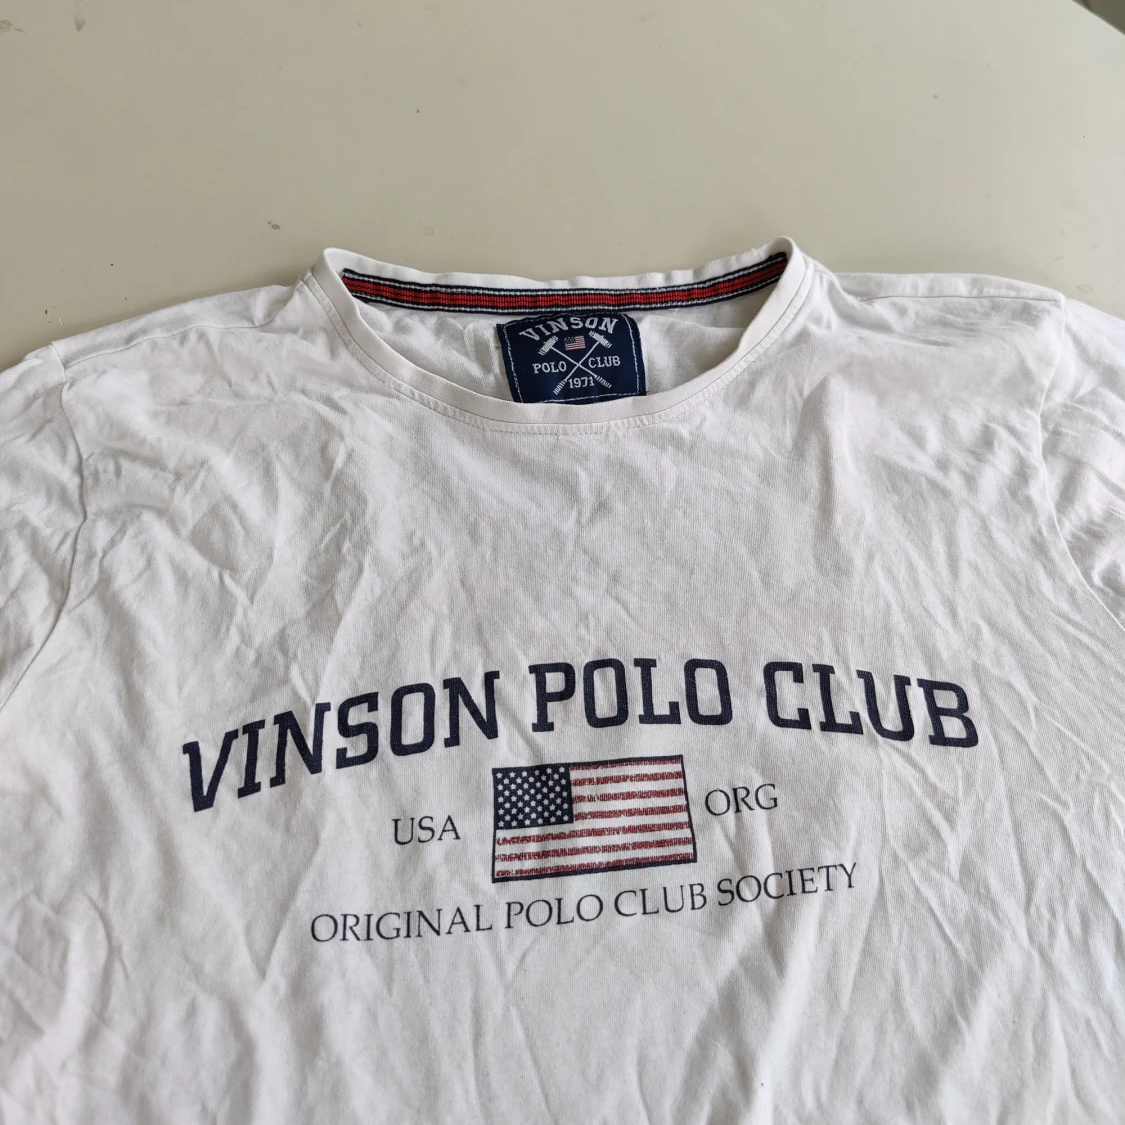 VINSON
POLO CLUB
1971
VINSON POLO CLUB
USA ORG
ORIGINAL POLO CLUB SOCIETY